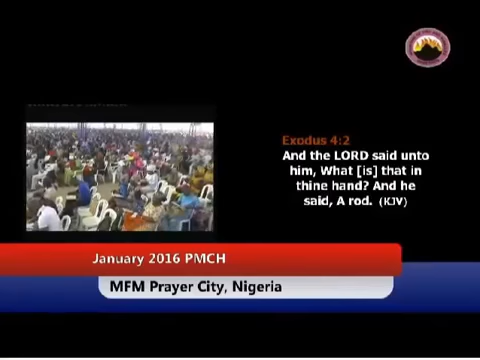 Exodus 4:2
And the LORD said unto
him, What [is] that in
thine hand? And he
said, A rod. (KJV)
January 2016 PMCH
MFM Prayer City, Nigeria